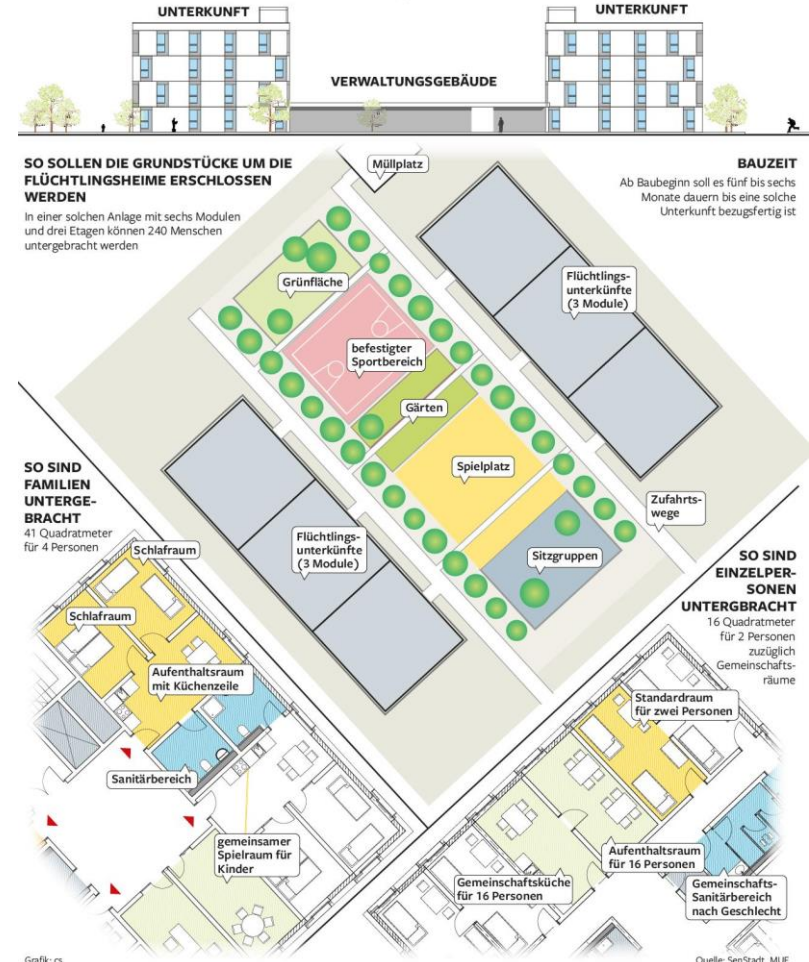 UNTERKUNFT
UNTERKUNFT
VERWALTUNGSGEBÄUDE
SO SOLLEN DIE GRUNDSTÜCKE UM DIE
FLÜCHTLINGSHEIME ERSCHLOSSEN
WERDEN
In einer solchen Anlage mit sechs Modulen
und drei Etagen können 240 Menschen
untergebracht werden
Müllplatz
BAUZEIT
Ab Baubeginn soll es fünf bis sechs
Monate dauern bis eine solche
Unterkunft bezugsfertig ist
Grünfläche
Flüchtlings-
unterkünfte
(3 Module)
befestigter
Sportbereich
Gärten
Spielplatz
Zufahrts-
wege
Flüchtlings-
unterkünfte
(3 Module)
Sitzgruppen
SO SIND
FAMILIEN
UNTERGE-
BRACHT
41 Quadratmeter
für 4 Personen
Schlafraum
Schlafraum
Aufenthaltsraum
mit Küchenzeile
Sanitärbereich
gemeinsamer
Spielraum für
Kinder
SO SIND
EINZELPER-
SONEN
UNTERGBRACHT
16 Quadratmeter
für 2 Personen
zuzüglich
Gemeinschafts-
räume
Standardraum
für zwei Personen
Aufenthaltsraum
für 16 Personen
Gemeinschaftsküche
für 16 Personen
Gemeinschafts-
Sanitärbereich
nach Geschlecht
Grafik: cs
Quelle: SenStadt, MUF